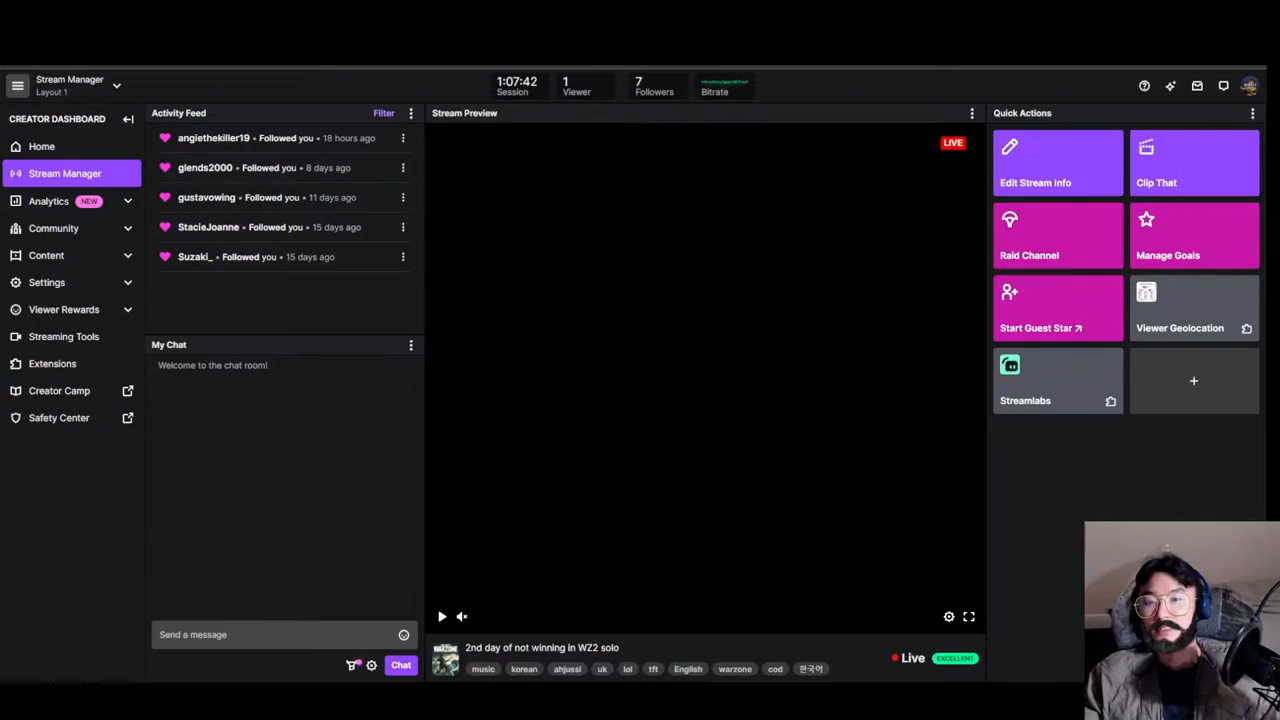 Stream Manager
Layout 1
1:07:42
Session
1
Viewer
7
Followers
Bitrate
CREATOR DASHBOARD
Home
Stream Manager
Analytics NEW
Community
Content
Settings
Viewer Rewards
Streaming Tools
Extensions
Creator Camp
Safety Center
Activity Feed
Filter
angiethekiller19 • Followed you • 18 hours ago
glends2000 • Followed you • 8 days ago
gustavowing • Followed you • 11 days ago
StacieJoanne • Followed you • 15 days ago
Suzaki_ • Followed you • 15 days ago
My Chat
Welcome to the chat room!
Send a message
Chat
Stream Preview
LIVE
2nd day of not winning in WZ2 solo
music korean ahjussi uk lol tft English warzone cod 한국어
Live EXCELLENT
Quick Actions
Edit Stream Info
Clip That
Raid Channel
Manage Goals
Start Guest Star
Viewer Geolocation
Streamlabs